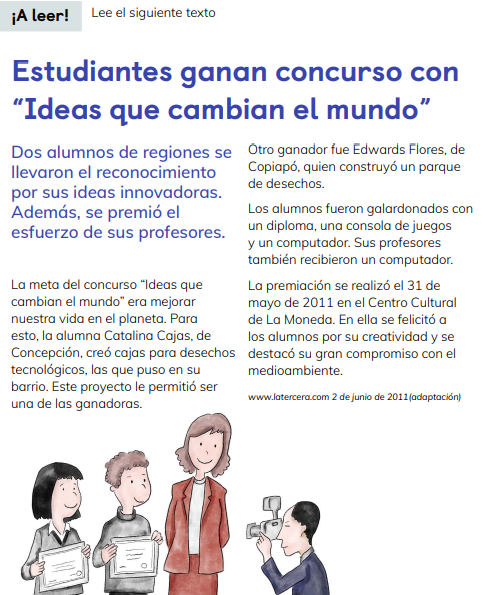 ¡A leer!
Lee el siguiente texto
Estudiantes ganan concurso con
“Ideas que cambian el mundo”
Dos alumnos de regiones se
llevaron el reconocimiento
por sus ideas innovadoras.
Además, se premió el
esfuerzo de sus profesores.
La meta del concurso “Ideas que
cambian el mundo” era mejorar
nuestra vida en el planeta. Para
esto, la alumna Catalina Cajas, de
Concepción, creó cajas para desechos
tecnológicos, las que puso en su
barrio. Este proyecto le permitió ser
una de las ganadoras.
Otro ganador fue Edwards Flores, de
Copiapó, quien construyó un parque
de desechos.
Los alumnos fueron galardonados con
un diploma, una consola de juegos
y un computador. Sus profesores
también recibieron un computador.
La premiación se realizó el 31 de
mayo de 2011 en el Centro Cultural
de La Moneda. En ella se felicitó a
los alumnos por su creatividad y se
destacó su gran compromiso con el
medioambiente.
www.latercera.com 2 de junio de 2011(adaptación)